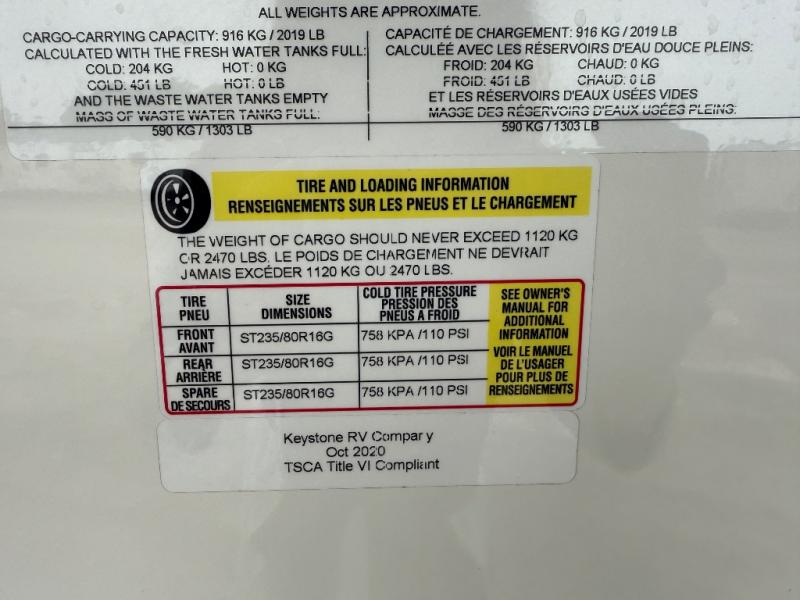 ALL WEIGHTS ARE APPROXIMATE.
CARGO-CARRYING CAPACITY: 916 KG / 2019 LB
CALCULATED WITH THE FRESH WATER TANKS FULL:
COLD: 204 KG HOT: 0 KG
COLD: 451 LB HOT: 0 LB
AND THE WASTE WATER TANKS EMPTY
MASS OF WASTE WATER TANKS FULL:
590 KG / 1303 LB
CAPACITÉ DE CHARGEMENT: 916 KG / 2019 LB
CALCULÉE AVEC LES RÉSERVOIRS D'EAU DOUCE PLEINS:
FROID: 204 KG CHAUD: 0 KG
FROID: 451 LB CHAUD: 0 LB
ET LES RÉSERVOIRS D'EAUX USÉES VIDES
MASSE DES RÉSERVOIRS D'EAUX USÉES PLEINS:
590 KG / 1303 LB
TIRE AND LOADING INFORMATION
RENSEIGNEMENTS SUR LES PNEUS ET LE CHARGEMENT
THE WEIGHT OF CARGO SHOULD NEVER EXCEED 1120 KG
OR 2470 LBS. LE POIDS DE CHARGEMENT NE DEVRAIT
JAMAIS EXCÉDER 1120 KG OU 2470 LBS.
TIRE
PNEU
SIZE
DIMENSIONS
COLD TIRE PRESSURE
PRESSION DES
PNEUS A FROID
SEE OWNER'S
MANUAL FOR
ADDITIONAL
INFORMATION
VOIR LE MANUEL
DE L'USAGER
POUR PLUS DE
RENSEIGNEMENTS
FRONT
AVANT
ST235/80R16G
758 KPA /110 PSI
REAR
ARRIÈRE
ST235/80R16G
758 KPA /110 PSI
SPARE
DE SECOURS
ST235/80R16G
758 KPA /110 PSI
Keystone RV Company
Oct 2020
TSCA Title VI Compliant